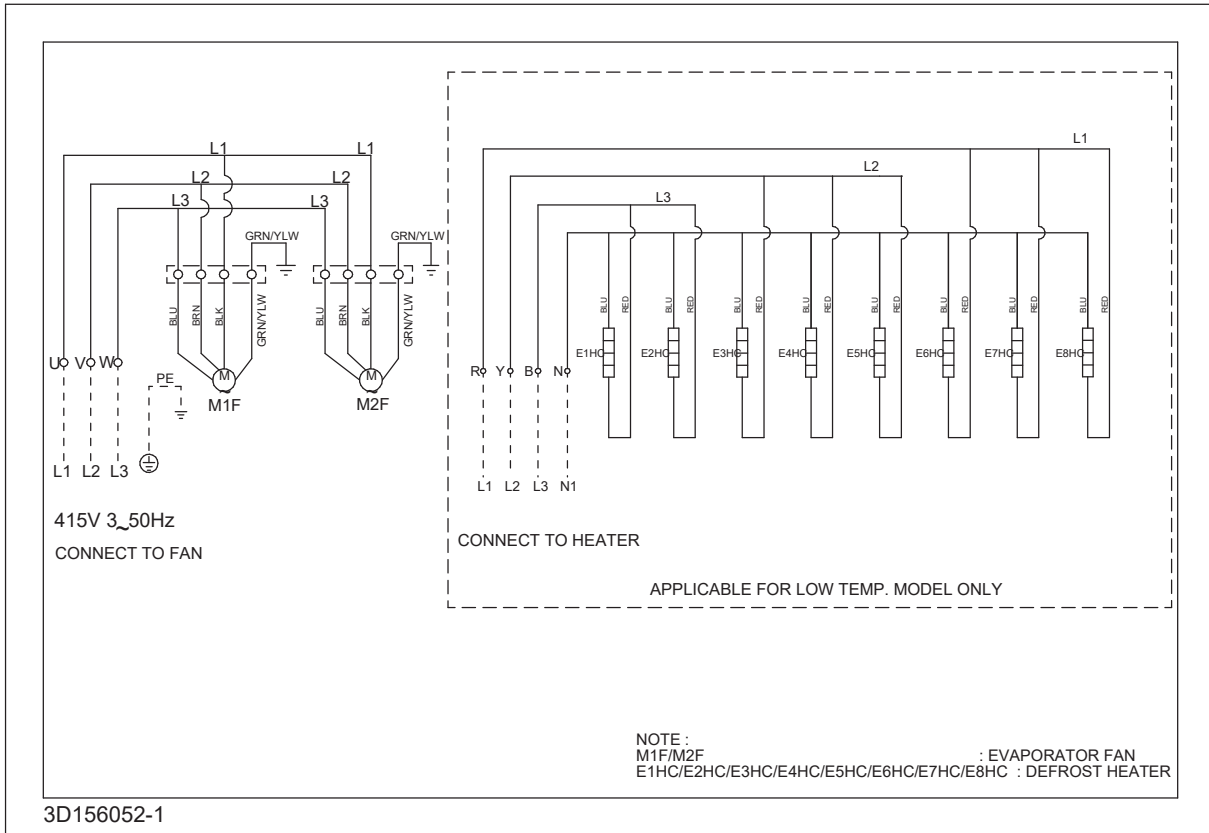 L1 L1
L2 L2
L3 L3
GRN/YLW GRN/YLW
BLU BRN BLK GRN/YLW
BLU BRN BLK GRN/YLW
U V W
PE
M M
M1F M2F
L1 L2 L3
415V 3~50Hz
CONNECT TO FAN
L1
L2
L3
BLU RED BLU RED BLU RED BLU RED BLU RED BLU RED BLU RED BLU RED
E1HC E2HC E3HC E4HC E5HC E6HC E7HC E8HC
R Y B N
L1 L2 L3 N1
CONNECT TO HEATER
APPLICABLE FOR LOW TEMP. MODEL ONLY
NOTE :
M1F/M2F : EVAPORATOR FAN
E1HC/E2HC/E3HC/E4HC/E5HC/E6HC/E7HC/E8HC : DEFROST HEATER
3D156052-1